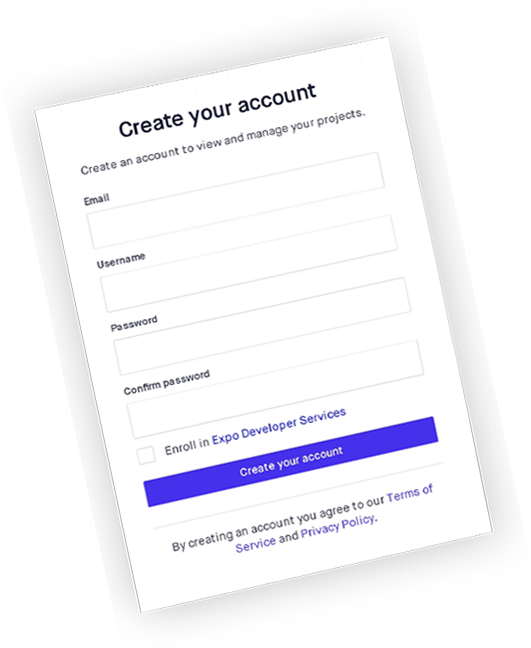 Create your account
Create an account to view and manage your projects.
Email
Username
Password
Confirm password
Enroll in Expo Developer Services
Create your account
By creating an account you agree to our Terms of
Service and Privacy Policy.